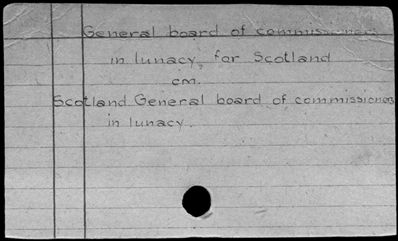 General board of commissioners
in lunacy, for Scotland
cm.
Scotland. General board of commissioners
in lunacy.